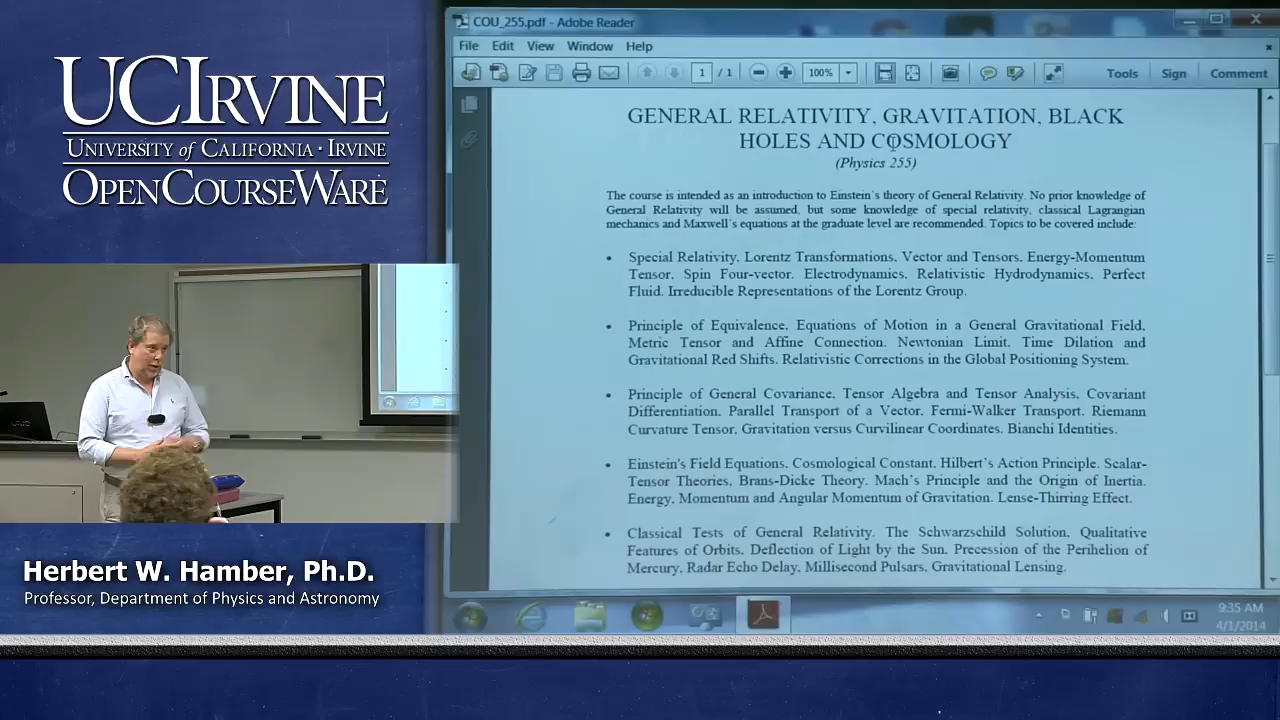 UCIRVINE
UNIVERSITY of CALIFORNIA · IRVINE
OPENCOURSEWARE
Herbert W. Hamber, Ph.D.
Professor, Department of Physics and Astronomy
COU_255.pdf - Adobe Reader
File Edit View Window Help
1 / 1 100% Tools Sign Comment
GENERAL RELATIVITY, GRAVITATION, BLACK
HOLES AND COSMOLOGY
(Physics 255)
The course is intended as an introduction to Einstein's theory of General Relativity. No prior knowledge of
General Relativity will be assumed, but some knowledge of special relativity, classical Lagrangian
mechanics and Maxwell's equations at the graduate level are recommended. Topics to be covered include:
• Special Relativity, Lorentz Transformations, Vector and Tensors, Energy-Momentum
Tensor, Spin Four-vector. Electrodynamics, Relativistic Hydrodynamics, Perfect
Fluid. Irreducible Representations of the Lorentz Group.
• Principle of Equivalence, Equations of Motion in a General Gravitational Field,
Metric Tensor and Affine Connection. Newtonian Limit. Time Dilation and
Gravitational Red Shifts. Relativistic Corrections in the Global Positioning System.
• Principle of General Covariance, Tensor Algebra and Tensor Analysis, Covariant
Differentiation. Parallel Transport of a Vector, Fermi-Walker Transport. Riemann
Curvature Tensor, Gravitation versus Curvilinear Coordinates. Bianchi Identities.
• Einstein's Field Equations, Cosmological Constant, Hilbert's Action Principle. Scalar-
Tensor Theories, Brans-Dicke Theory. Mach's Principle and the Origin of Inertia.
Energy, Momentum and Angular Momentum of Gravitation. Lense-Thirring Effect.
• Classical Tests of General Relativity. The Schwarzschild Solution, Qualitative
Features of Orbits, Deflection of Light by the Sun, Precession of the Perihelion of
Mercury, Radar Echo Delay, Millisecond Pulsars, Gravitational Lensing.
9:35 AM
4/1/2014